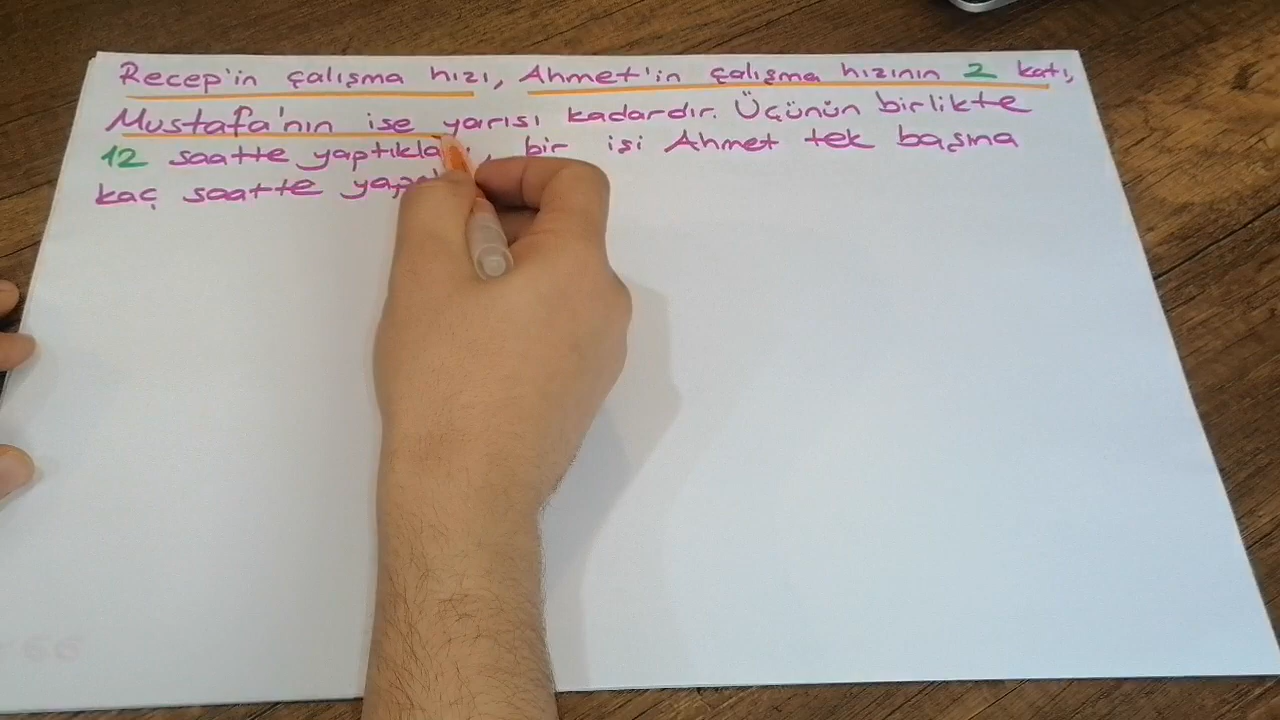 Recep'in çalışma hızı, Ahmet'in çalışma hızının 2 katı,
Mustafa'nın ise yarısı kadardır. Üçünün birlikte
12 saatte bir işi Ahmet tek başına
kaç saatte